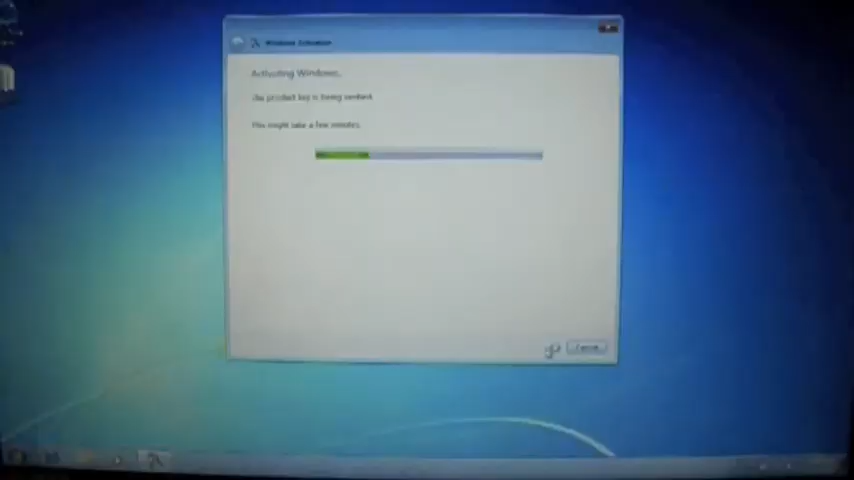 Windows Activation
Activating Windows...
The product key is being verified.
This might take a few minutes.
Cancel